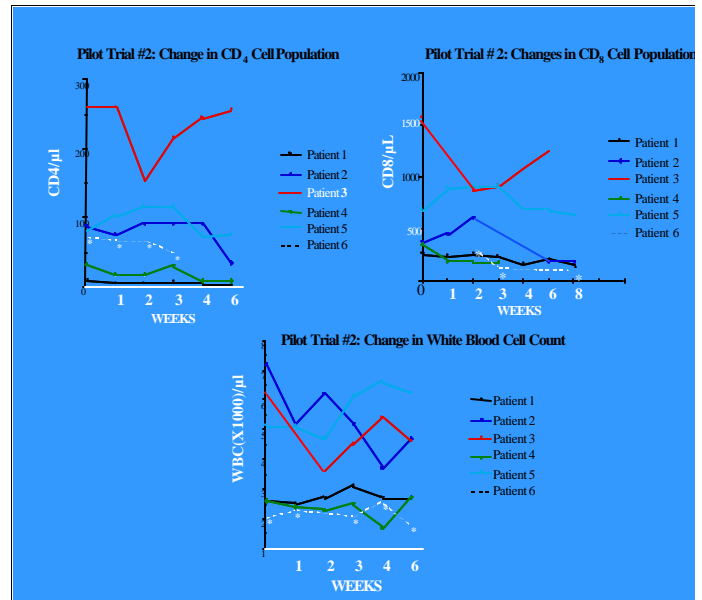 Pilot Trial #2: Change in CD4 Cell Population
300
200
100
0
CD4/µl
1 2 3 4 6
WEEKS
Patient 1
Patient 2
Patient 3
Patient 4
Patient 5
Patient 6
Pilot Trial # 2: Changes in CD8 Cell Population
2000
1500
1000
500
0
CD8/µL
1 2 3 4 6 8
WEEKS
Patient 1
Patient 2
Patient 3
Patient 4
Patient 5
Patient 6
Pilot Trial #2: Change in White Blood Cell Count
WBC(X1000)/µl
1 2 3 4 6
WEEKS
Patient 1
Patient 2
Patient 3
Patient 4
Patient 5
Patient 6